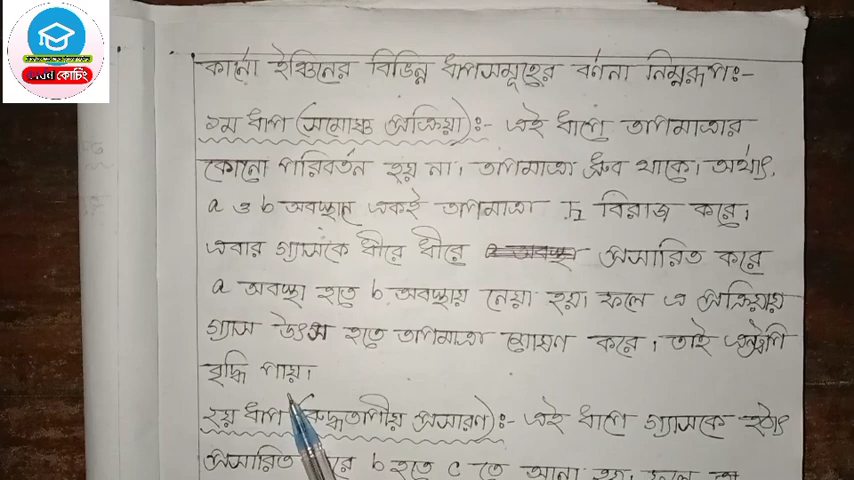 কোচিং
কার্নো ইঞ্জিনের বিভিন্ন ধাপসমূহের বর্ণনা নিম্নরূপঃ-
১ম ধাপ (সমোষ্ণ প্রক্রিয়া):- এই ধাপে তাপমাত্রার
কোনো পরিবর্তন হয় না। তাপমাত্রা ধ্রুব থাকে। অর্থাৎ,
a ও b অবস্থান একই তাপমাত্রা T₁ বিরাজ করে।
এবার গ্যাসকে ধীরে ধীরে প্রসারিত করে
a অবস্থা হতে b অবস্থায় নেয়া হয়। ফলে এ প্রক্রিয়ায়
গ্যাস উৎস হতে তাপমাত্রা শোষণ করে। তাই এন্ট্রপি
বৃদ্ধি পায়।
২য় ধাপ (রুদ্ধতাপীয় প্রসারণ):- এই ধাপে গ্যাসকে হঠাৎ
প্রসারিত করে b হতে c তে আনা হয়। ফলে